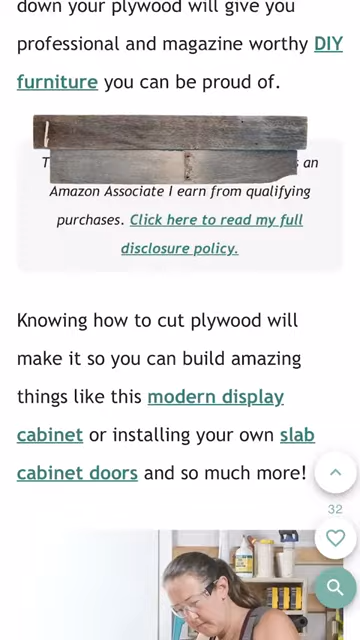 down your plywood will give you
professional and magazine worthy DIY
furniture you can be proud of.
an
Amazon Associate I earn from qualifying
purchases. Click here to read my full
disclosure policy.
Knowing how to cut plywood will
make it so you can build amazing
things like this modern display
cabinet or installing your own slab
cabinet doors and so much more!
32